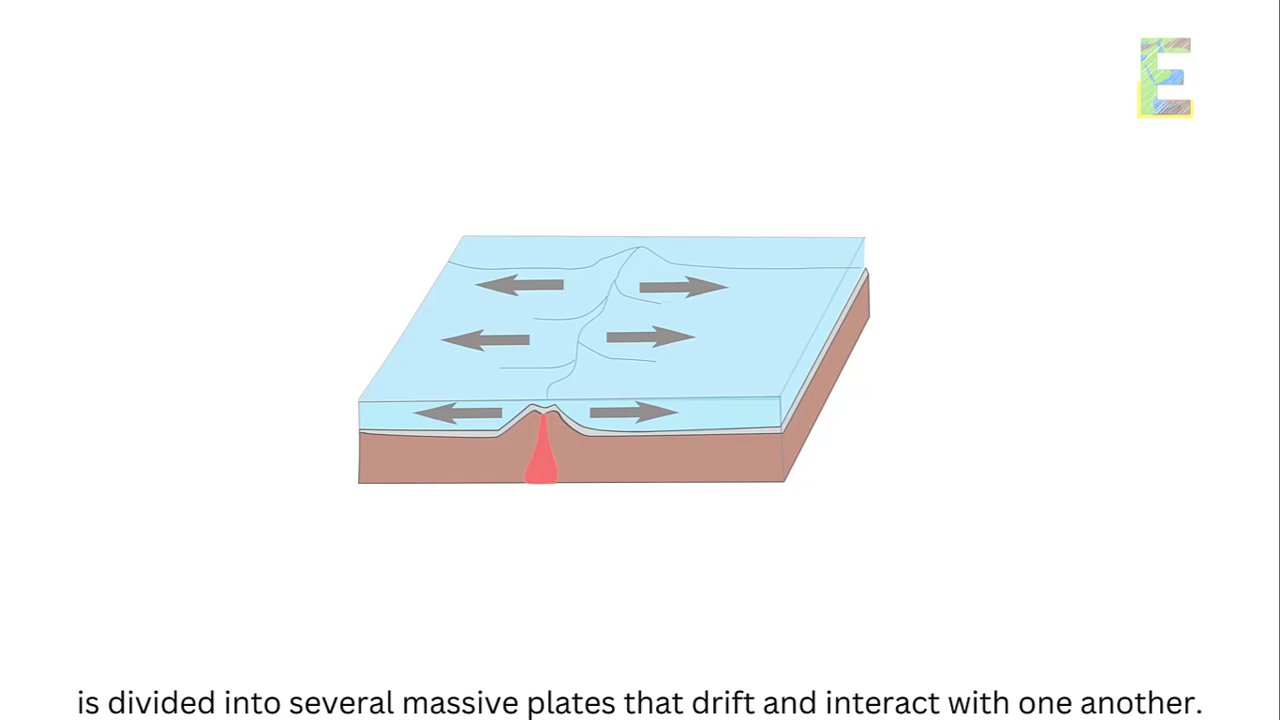 E
is divided into several massive plates that drift and interact with one another.